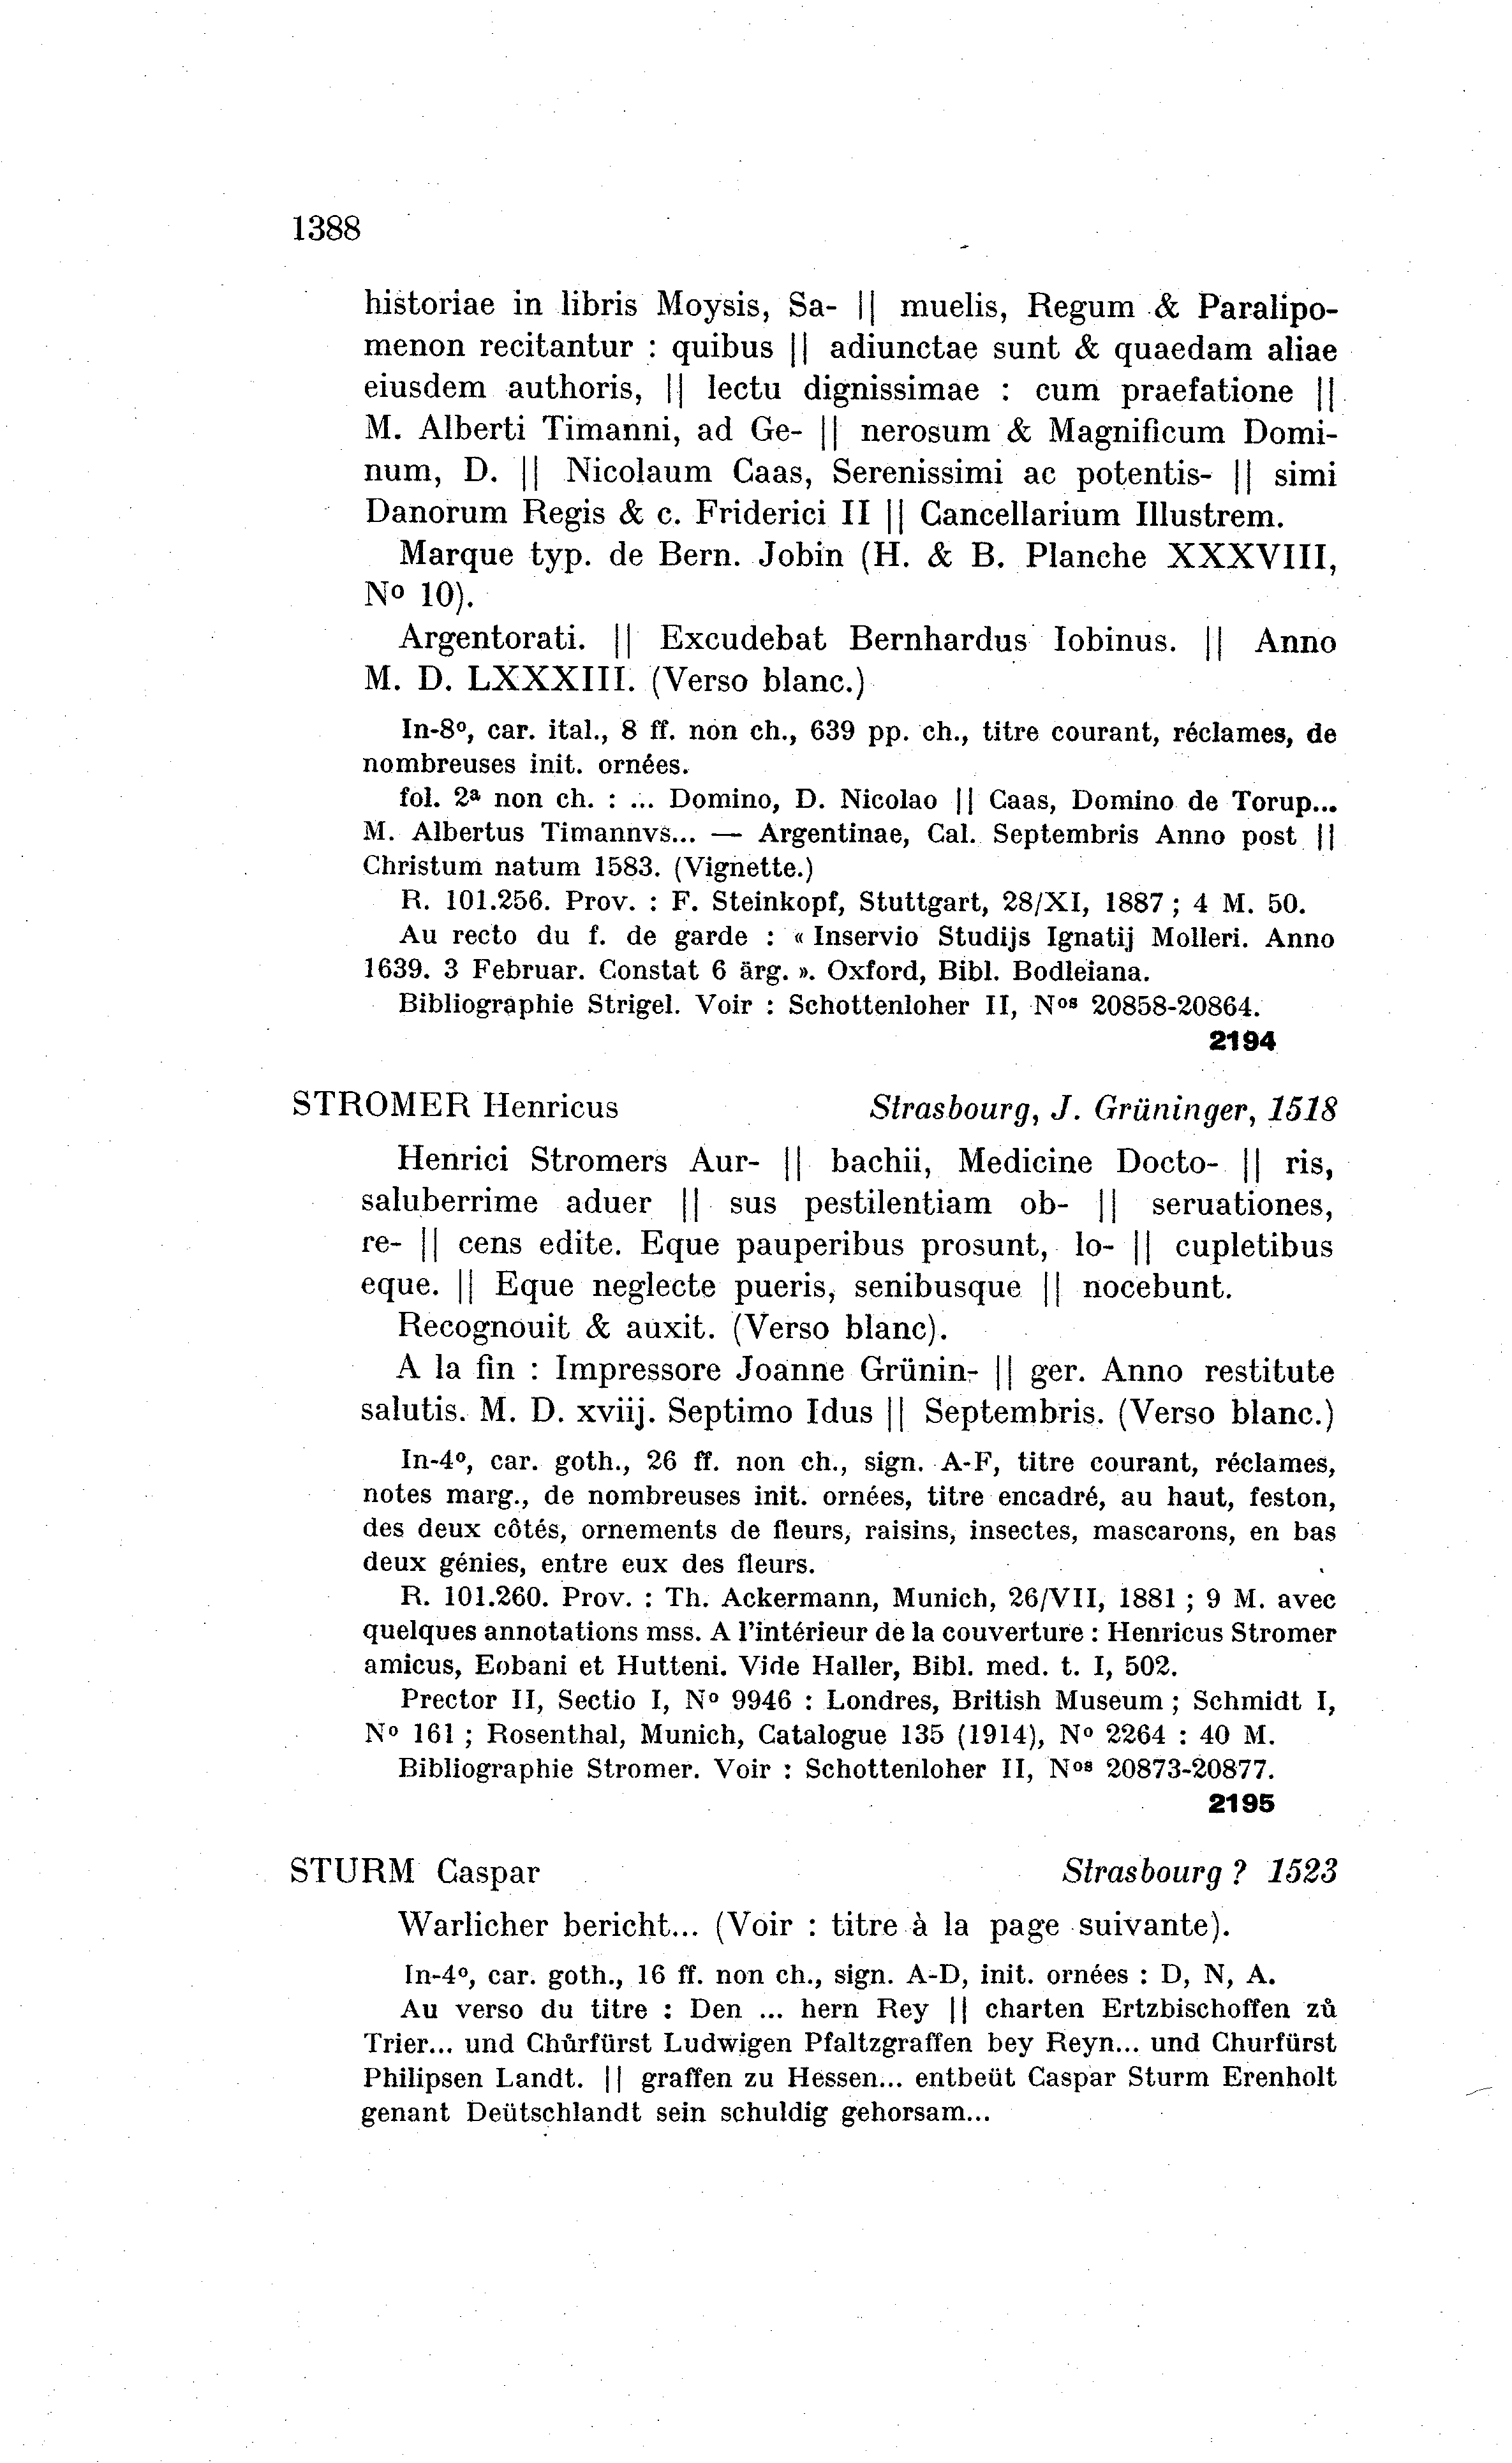 1388
historiae in libris Moysis, Sa- || muelis, Regum & Paralipo-
menon recitantur : quibus || adiunctae sunt & quaedam aliae
eiusdem authoris, || lectu dignissimae : cum praefatione ||
M. Alberti Timanni, ad Ge- || nerosum & Magnificum Domi-
num, D. || Nicolaum Caas, Serenissimi ac potentis- || simi
Danorum Regis & c. Friderici II || Cancellarium Illustrem.
Marque typ. de Bern. Jobin (H. & B. Planche XXXVIII,
Nº 10).
Argentorati. || Excudebat Bernhardus Iobinus. || Anno
M. D. LXXXIII. (Verso blanc.)
In-8º, car. ital., 8 ff. non ch., 639 pp. ch., titre courant, réclames, de
nombreuses init. ornées.
fol. 2ª non ch. : ... Domino, D. Nicolao || Caas, Domino de Torup...
M. Albertus Timannvs... — Argentinae, Cal. Septembris Anno post ||
Christum natum 1583. (Vignette.)
R. 101.256. Prov. : F. Steinkopf, Stuttgart, 28/XI, 1887 ; 4 M. 50.
Au recto du f. de garde : « Inservio Studijs Ignatij Molleri. Anno
1639. 3 Februar. Constat 6 ärg. ». Oxford, Bibl. Bodleiana.
Bibliographie Strigel. Voir : Schottenloher II, Nos 20858-20864.
2194
STROMER Henricus Strasbourg, J. Grüninger, 1518
Henrici Stromers Aur- || bachii, Medicine Docto- || ris,
saluberrime aduer || sus pestilentiam ob- || seruationes,
re- || cens edite. Eque pauperibus prosunt, lo- || cupletibus
eque. || Eque neglecte pueris, senibusque || nocebunt.
Recognouit & auxit. (Verso blanc).
A la fin : Impressore Joanne Grünin- || ger. Anno restitute
salutis. M. D. xviij. Septimo Idus || Septembris. (Verso blanc.)
In-4º, car. goth., 26 ff. non ch., sign. A-F, titre courant, réclames,
notes marg., de nombreuses init. ornées, titre encadré, au haut, feston,
des deux côtés, ornements de fleurs, raisins, insectes, mascarons, en bas
deux génies, entre eux des fleurs.
R. 101.260. Prov. : Th. Ackermann, Munich, 26/VII, 1881 ; 9 M. avec
quelques annotations mss. A l'intérieur de la couverture : Henricus Stromer
amicus, Eobani et Hutteni. Vide Haller, Bibl. med. t. I, 502.
Prector II, Sectio I, Nº 9946 : Londres, British Museum ; Schmidt I,
Nº 161 ; Rosenthal, Munich, Catalogue 135 (1914), Nº 2264 : 40 M.
Bibliographie Stromer. Voir : Schottenloher II, Nos 20873-20877.
2195
STURM Caspar Strasbourg ? 1523
Warlicher bericht... (Voir : titre à la page suivante).
In-4º, car. goth., 16 ff. non ch., sign. A-D, init. ornées : D, N, A.
Au verso du titre : Den ... hern Rey || charten Ertzbischoffen zů
Trier... und Chůrfürst Ludwigen Pfaltzgraffen bey Reyn... und Churfürst
Philipsen Landt. || graffen zu Hessen... entbeüt Caspar Sturm Erenholt
genant Deütschlandt sein schuldig gehorsam...